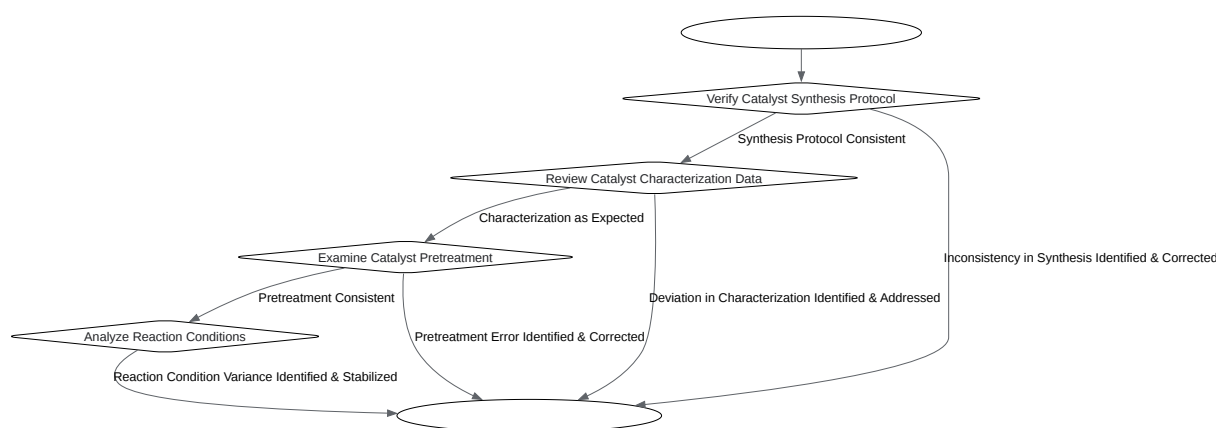 Verify Catalyst Synthesis Protocol
Synthesis Protocol Consistent
Review Catalyst Characterization Data
Characterization as Expected
Examine Catalyst Pretreatment
Inconsistency in Synthesis Identified & Corrected
Pretreatment Consistent
Deviation in Characterization Identified & Addressed
Analyze Reaction Conditions
Pretreatment Error Identified & Corrected
Reaction Condition Variance Identified & Stabilized